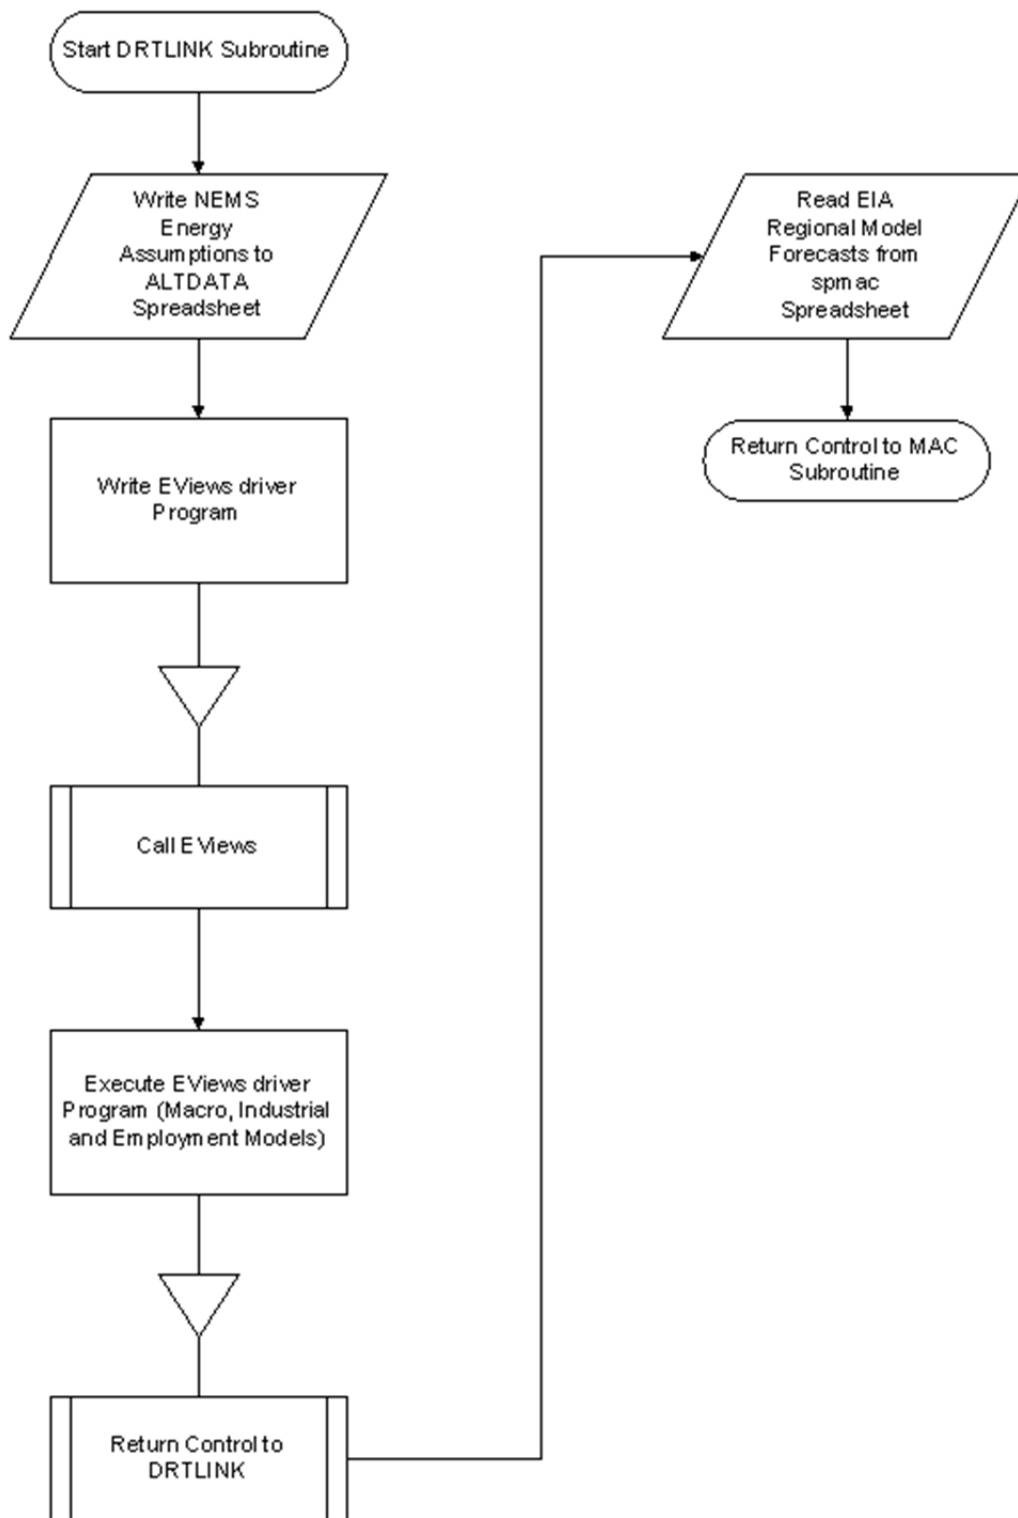 Start DRTLINK Subroutine
Write NEMS
Energy
Assumptions to
ALTDATA
Spreadsheet
Write EViews driver
Program
Call EViews
Execute EViews driver
Program (Macro, Industrial
and Employment Models)
Return Control to
DRTLINK
Read EIA
Regional Model
Forecasts from
spmac
Spreadsheet
Return Control to MAC
Subroutine